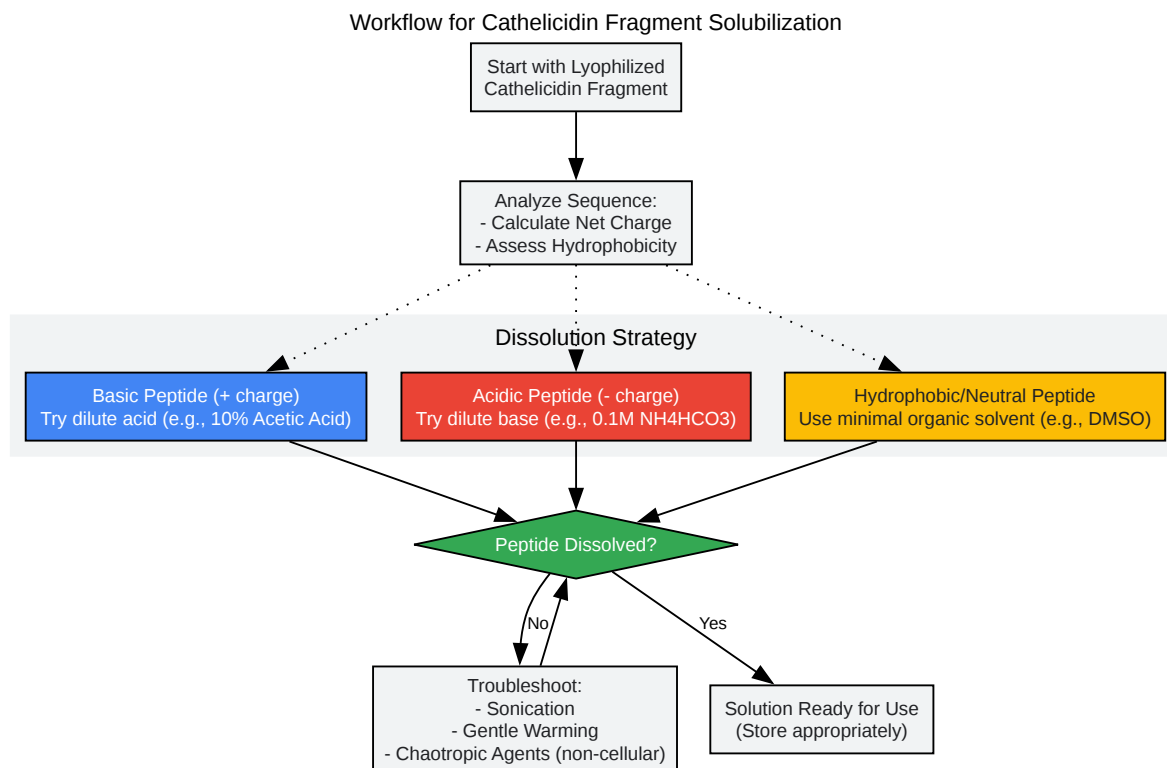 Workflow for Cathelicidin Fragment Solubilization
Start with Lyophilized
Cathelicidin Fragment
Analyze Sequence:
- Calculate Net Charge
- Assess Hydrophobicity
Dissolution Strategy
Basic Peptide (+ charge)
Try dilute acid (e.g., 10% Acetic Acid)
Acidic Peptide (- charge)
Try dilute base (e.g., 0.1M NH4HCO3)
Hydrophobic/Neutral Peptide
Use minimal organic solvent (e.g., DMSO)
Peptide Dissolved?
No
Yes
Troubleshoot:
- Sonication
- Gentle Warming
- Chaotropic Agents (non-cellular)
Solution Ready for Use
(Store appropriately)